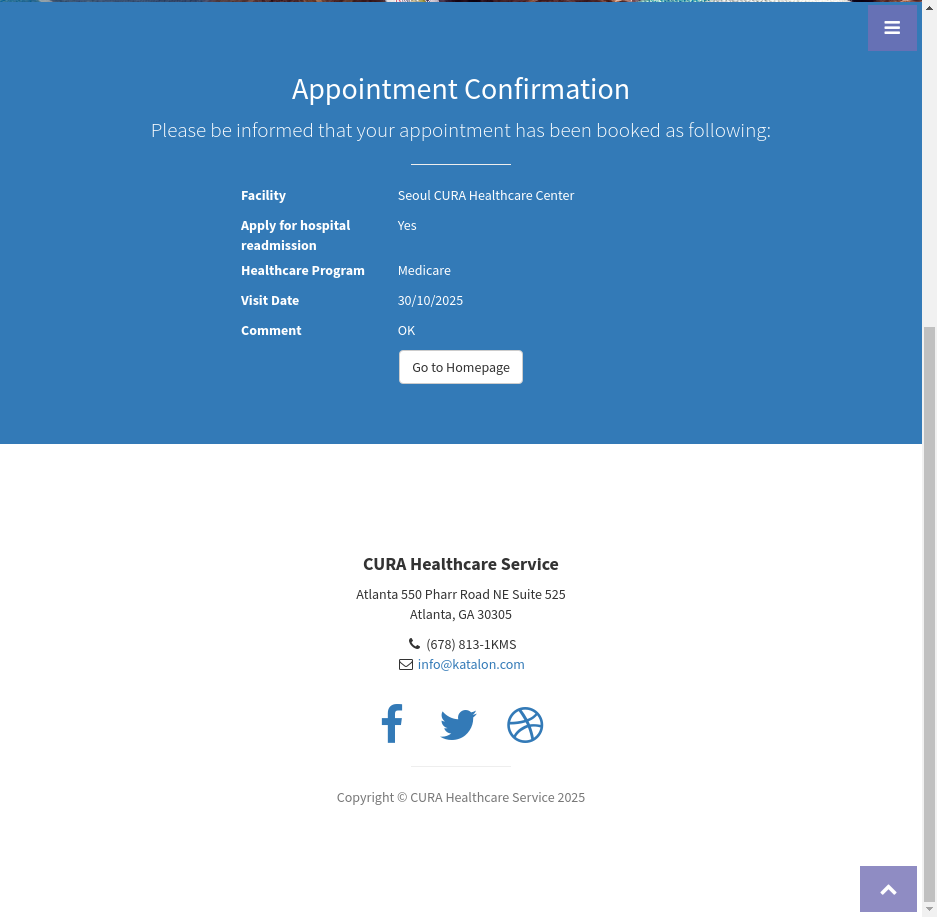 Appointment Confirmation
Please be informed that your appointment has been booked as following:
Facility Seoul CURA Healthcare Center
Apply for hospital readmission Yes
Healthcare Program Medicare
Visit Date 30/10/2025
Comment OK
Go to Homepage
CURA Healthcare Service
Atlanta 550 Pharr Road NE Suite 525
Atlanta, GA 30305
(678) 813-1KMS
info@katalon.com
Copyright © CURA Healthcare Service 2025